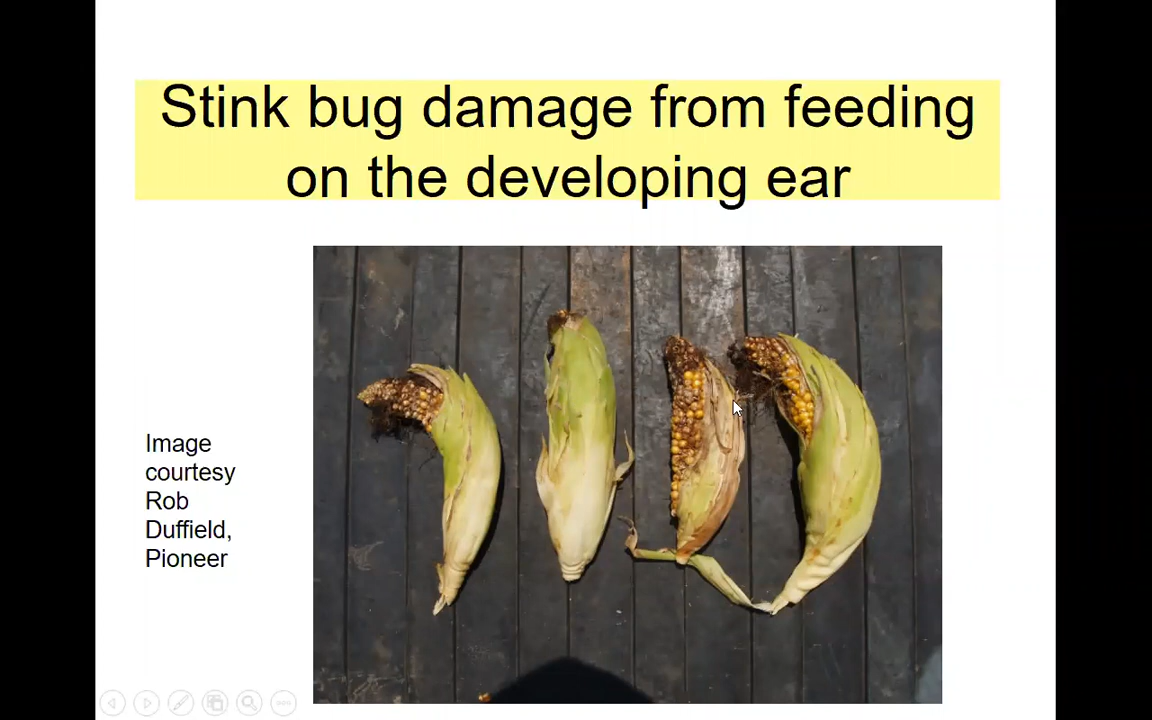 Stink bug damage from feeding
on the developing ear
Image
courtesy
Rob
Duffield,
Pioneer